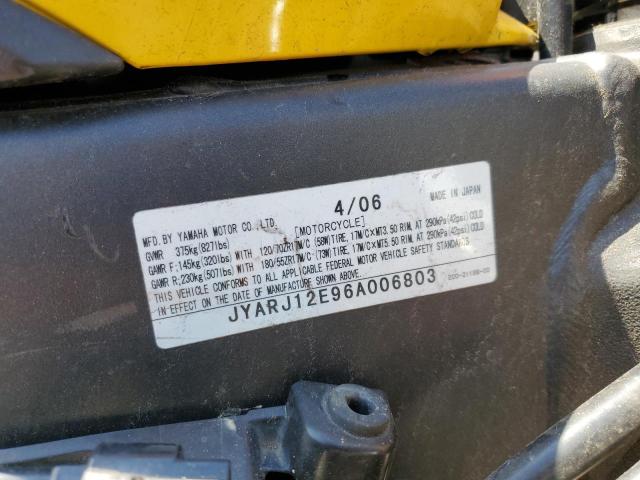 4/06 MADE IN JAPAN
MFD. BY YAMAHA MOTOR CO., LTD. [MOTORCYCLE]
GVWR 375kg(827lbs)
GAWR F:145kg(320lbs) WITH 120/70ZR17M/C (58W)TIRE, 17M/C×MT3.50 RIM, AT 290kPa(42psi)COLD
GAWR R:230kg(507lbs) WITH 180/55ZR17M/C (73W)TIRE, 17M/C×MT5.50 RIM, AT 290kPa(42psi)COLD
THIS VEHICLE CONFORMS TO ALL APPLICABLE FEDERAL MOTOR VEHICLE SAFETY STANDARDS
IN EFFECT ON THE DATE OF MANUFACTURE SHOWN ABOVE.
JYARJ12E96A006803